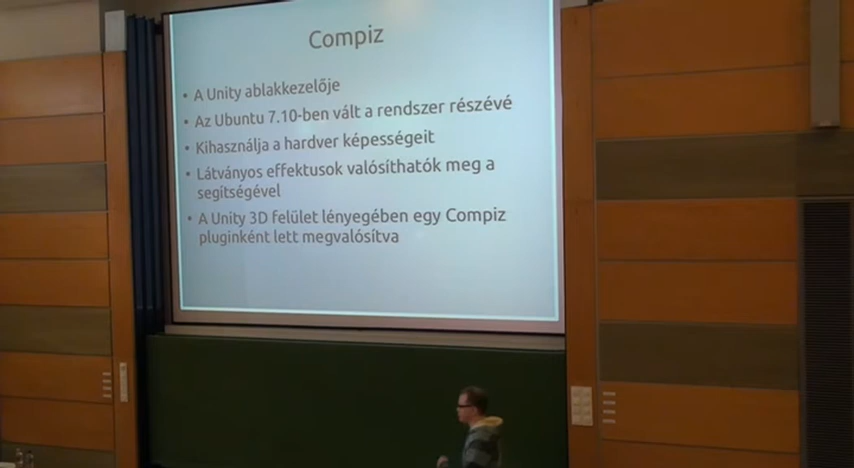 Compiz
• A Unity ablakkezelője
• Az Ubuntu 7.10-ben vált a rendszer részévé
• Kihasználja a hardver képességeit
• Látványos effektusok valósíthatók meg a
segítségével
• A Unity 3D felület lényegében egy Compiz
pluginként lett megvalósítva